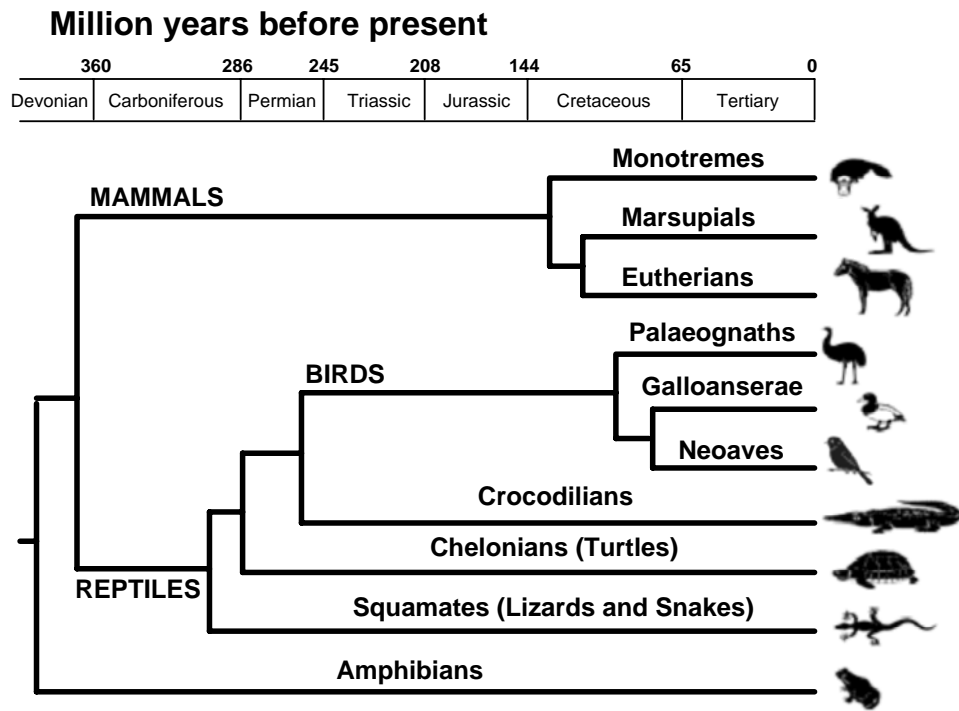 Million years before present
360 286 245 208 144 65 0
Devonian Carboniferous Permian Triassic Jurassic Cretaceous Tertiary
Monotremes
MAMMALS
Marsupials
Eutherians
Palaeognaths
BIRDS
Galloanserae
Neoaves
Crocodilians
Chelonians (Turtles)
REPTILES
Squamates (Lizards and Snakes)
Amphibians